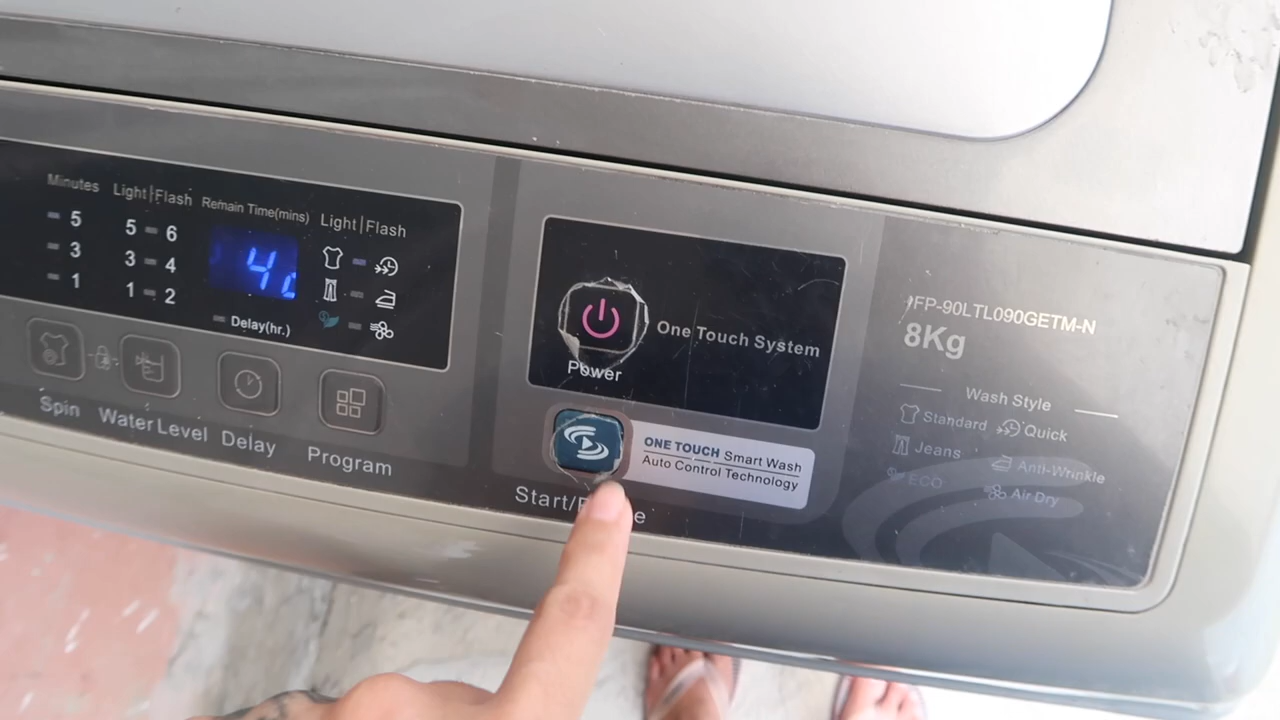 Minutes
5
3
1
Light|Flash
5 6
3 4
1 2
Remain Time(mins)
Delay(hr.)
Light|Flash
Spin
Water Level
Delay
Program
Power
One Touch System
ONE TOUCH Smart Wash
Auto Control Technology
Start/
FP-90LTL090GETM-N
8Kg
Wash Style
Standard Quick
Jeans Anti-Wrinkle
ECO Air Dry